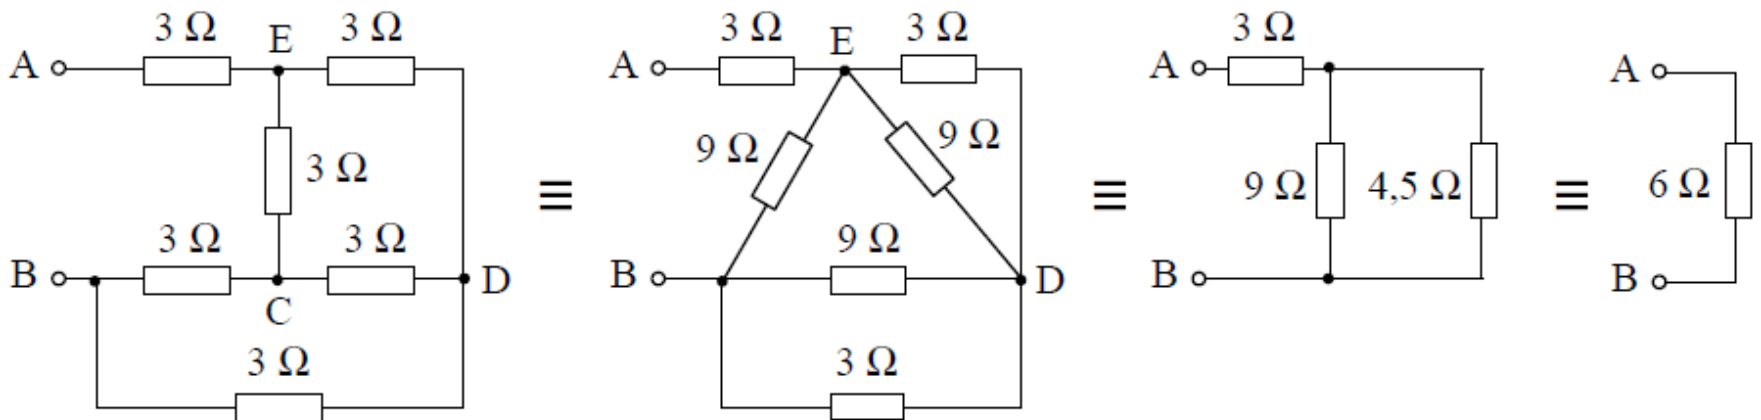 3 Ω E 3 Ω 3 Ω E 3 Ω 3 Ω
A A A A
3 Ω 9 Ω 9 Ω ≡ 9 Ω 4,5 Ω ≡ 6 Ω
≡
3 Ω 3 Ω 9 Ω
B D B D B B
C
3 Ω 3 Ω